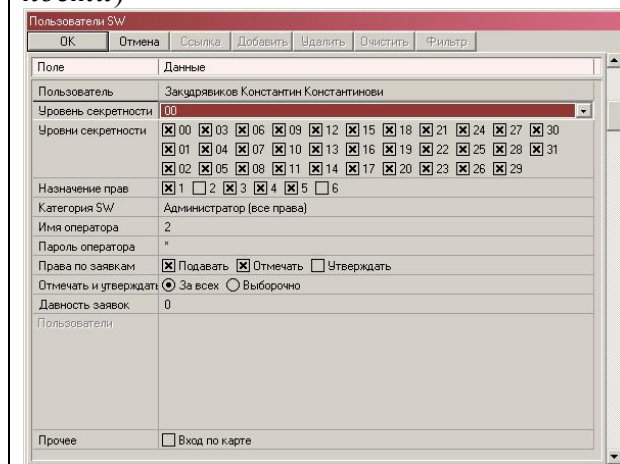 ности)
Пользователи SW
OK Отмена Ссылка Добавить Удалить Очистить Фильтр
Поле Данные
Пользователь Закудрявиков Константин Константинови
Уровень секретности 00
Уровни секретности 00 03 06 09 12 15 18 21 24 27 30
01 04 07 10 13 16 19 22 25 28 31
02 05 08 11 14 17 20 23 26 29
Назначение прав 1 2 3 4 5 6
Категория SW Администратор (все права)
Имя оператора 2
Пароль оператора *
Права по заявкам Подавать Отмечать Утверждать
Отмечать и утверждать За всех Выборочно
Давность заявок 0
Пользователи
Прочее Вход по карте